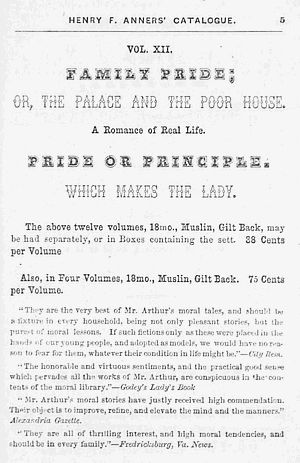 HENRY F. ANNERS' CATALOGUE. 5
VOL. XII.
FAMILY PRIDE;
OR, THE PALACE AND THE POOR HOUSE.
A Romance of Real Life.
PRIDE OR PRINCIPLE.
WHICH MAKES THE LADY.
The above twelve volumes, 18mo., Muslin, Gilt Back, may
be had separately, or in Boxes containing the sett. 38 Cents
per Volume
Also, in Four Volumes, 18mo., Muslin, Gilt Back. 75 Cents
per Volume.
"They are the very best of Mr. Arthur's moral tales, and should be
a fixture in every household, being not only pleasant stories, but the
purest of moral lessons. If such fictions only as these were placed in the
hands of our young people, and adopted as models, we would have no rea-
son to fear for them, whatever their condition in life might be."—City Item.
"The honorable and virtuous sentiments, and the practical good sense
which pervades all the works of Mr. Arthur, are conspicuous in the con-
tents of the moral library."—Godey's Lady's Book
"Mr. Arthur's moral stories have justly received high commendation.
Their object is to improve, refine, and elevate the mind and the manners."
Alexandria Gazette.
"They are all of thrilling interest, and high moral tendencies, and
should be in every family."—Fredricksburg, Va. News.